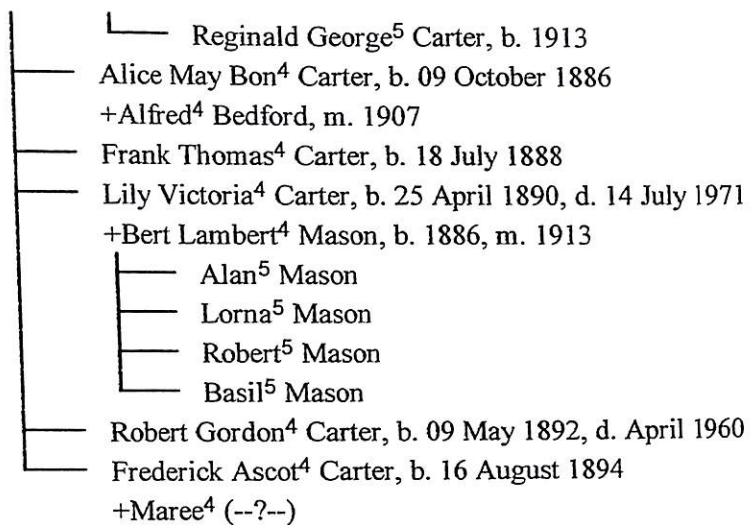 Reginald George⁵ Carter, b. 1913
Alice May Bon⁴ Carter, b. 09 October 1886
+Alfred⁴ Bedford, m. 1907
Frank Thomas⁴ Carter, b. 18 July 1888
Lily Victoria⁴ Carter, b. 25 April 1890, d. 14 July 1971
+Bert Lambert⁴ Mason, b. 1886, m. 1913
Alan⁵ Mason
Lorna⁵ Mason
Robert⁵ Mason
Basil⁵ Mason
Robert Gordon⁴ Carter, b. 09 May 1892, d. April 1960
Frederick Ascot⁴ Carter, b. 16 August 1894
+Maree⁴ (--?--)